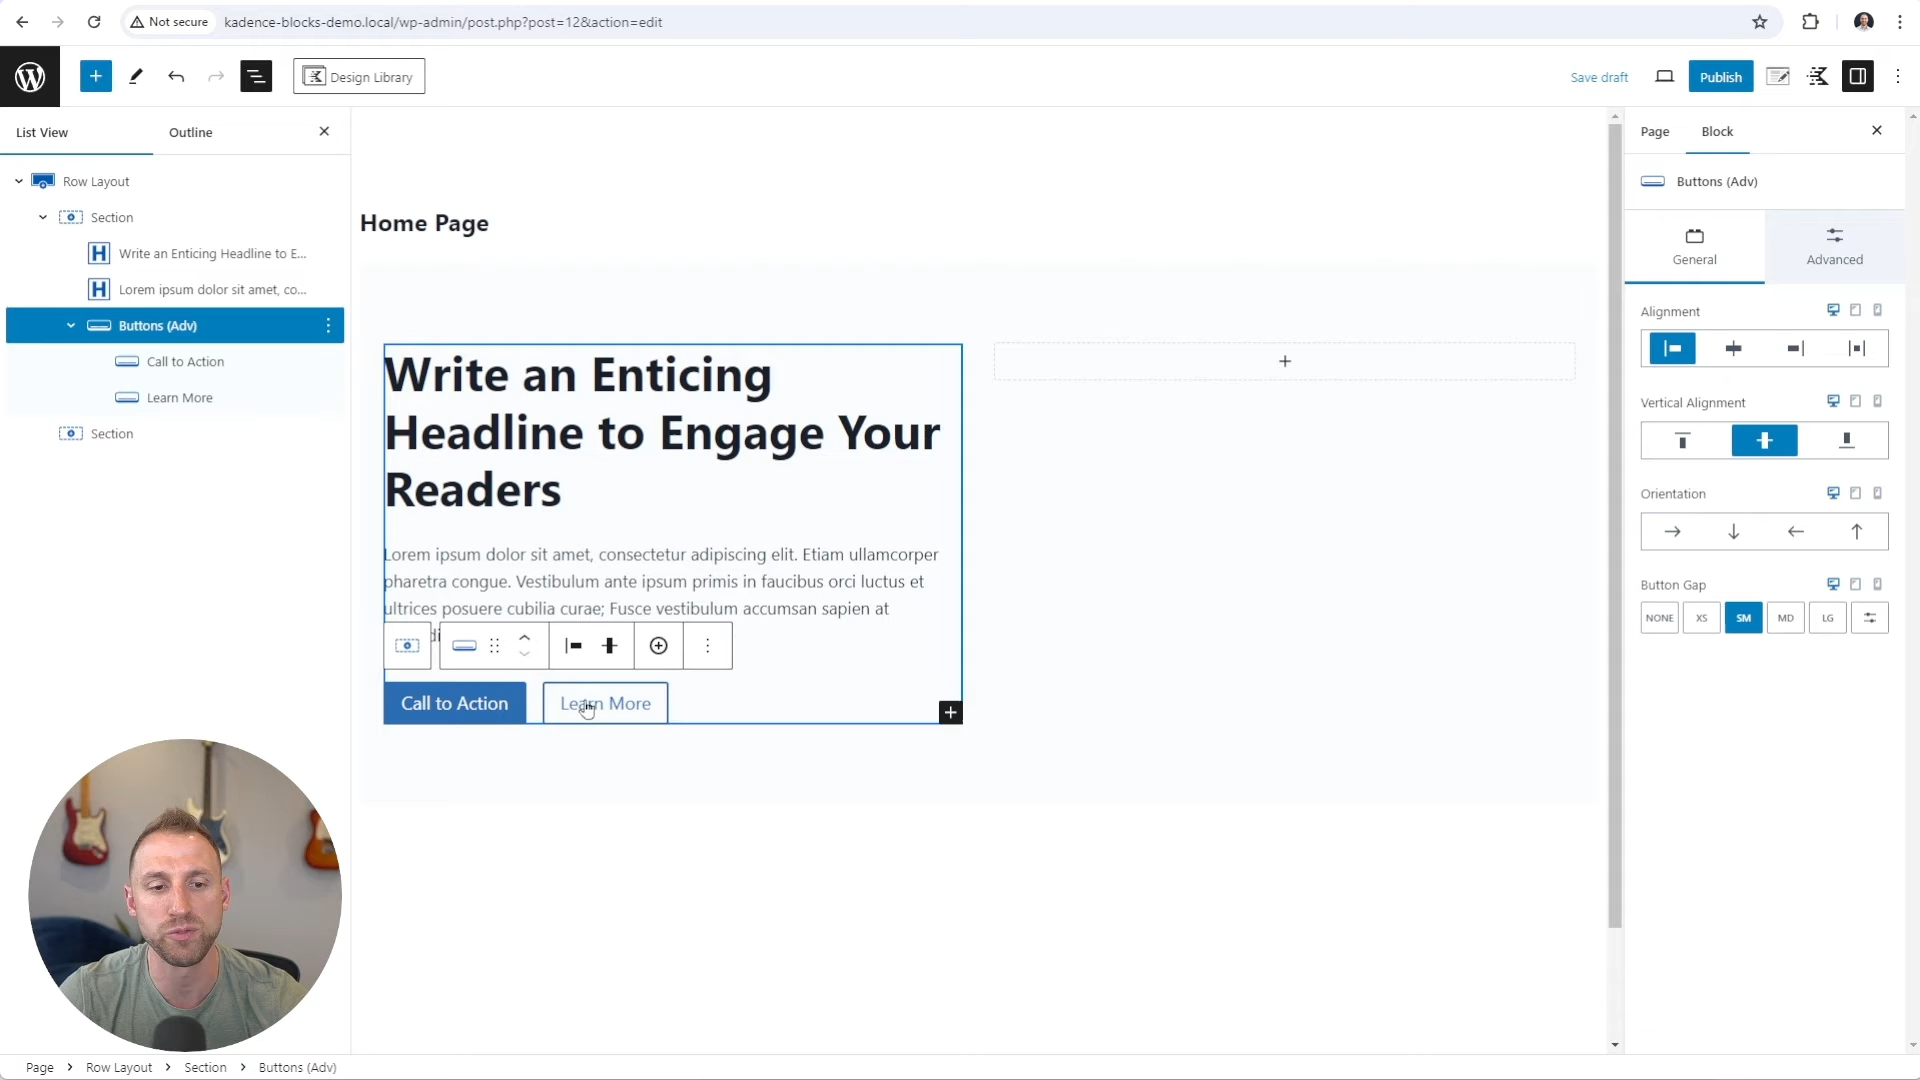 Not secure
kadence-blocks-demo.local/wp-admin/post.php?post=12&action=edit
Design Library
Save draft
Publish
List View
Outline
Page
Block
Row Layout
Section
Write an Enticing Headline to E...
Lorem ipsum dolor sit amet, co...
Buttons (Adv)
Call to Action
Learn More
Section
Home Page
Write an Enticing
Headline to Engage Your
Readers
Lorem ipsum dolor sit amet, consectetur adipiscing elit. Etiam ullamcorper
pharetra congue. Vestibulum ante ipsum primis in faucibus orci luctus et
ultrices posuere cubilia curae; Fusce vestibulum accumsan sapien at
Call to Action
Learn More
Buttons (Adv)
General
Advanced
Alignment
Vertical Alignment
Orientation
Button Gap
NONE
XS
SM
MD
LG
Page
Row Layout
Section
Buttons (Adv)